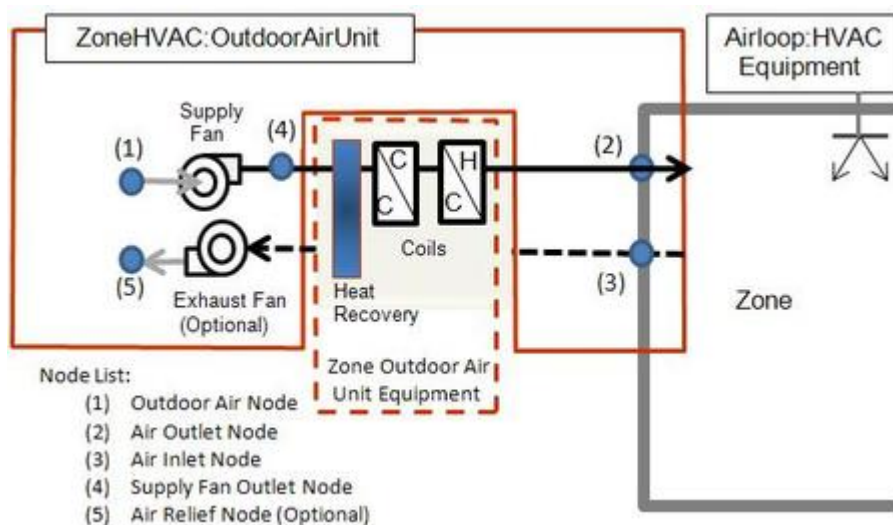 ZoneHVAC:OutdoorAirUnit
Airloop:HVAC
Equipment
Supply
Fan
(1)
(4)
(2)
C
C
H
C
Coils
(5)
Exhaust Fan
(Optional)
Heat
Recovery
(3)
Zone
Zone Outdoor Air
Unit Equipment
Node List:
(1) Outdoor Air Node
(2) Air Outlet Node
(3) Air Inlet Node
(4) Supply Fan Outlet Node
(5) Air Relief Node (Optional)